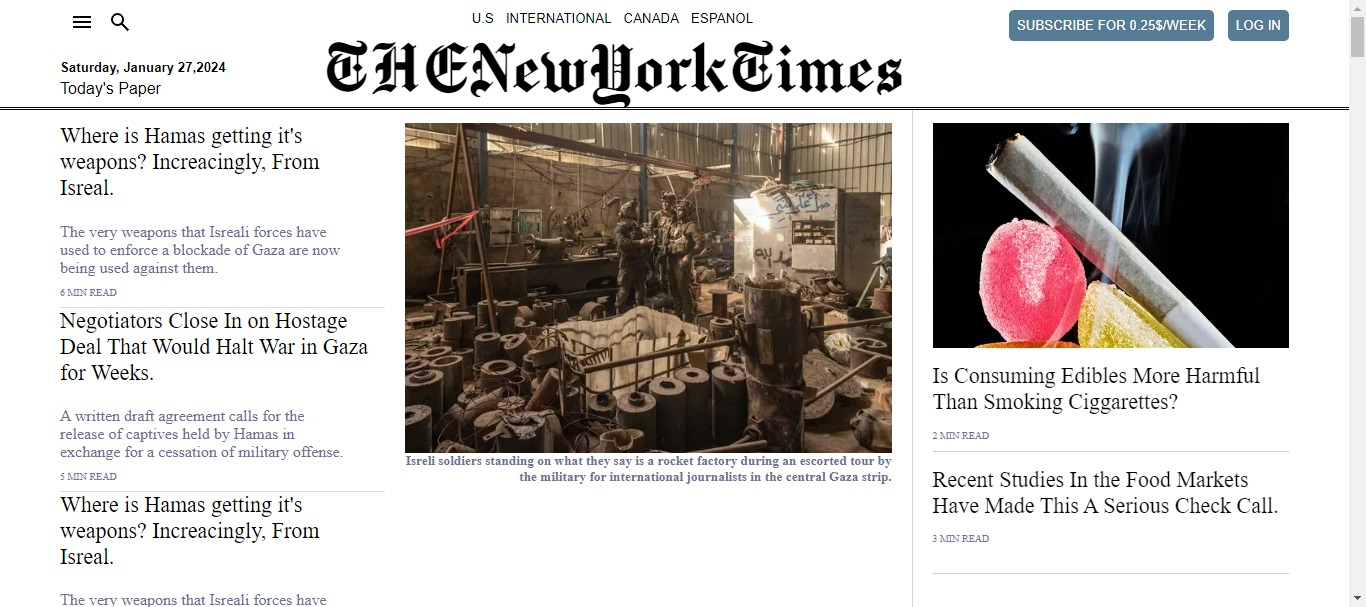 U.S INTERNATIONAL CANADA ESPANOL
SUBSCRIBE FOR 0.25$/WEEK
LOG IN
Saturday, January 27,2024
Today's Paper
THENewYorkTimes
Where is Hamas getting it's
weapons? Increacingly, From
Isreal.
The very weapons that Isreali forces have
used to enforce a blockade of Gaza are now
being used against them.
6 MIN READ
Negotiators Close In on Hostage
Deal That Would Halt War in Gaza
for Weeks.
A written draft agreement calls for the
release of captives held by Hamas in
exchange for a cessation of military offense.
5 MIN READ
Where is Hamas getting it's
weapons? Increacingly, From
Isreal.
The very weapons that Isreali forces have
Isreli soldiers standing on what they say is a rocket factory during an escorted tour by
the military for international journalists in the central Gaza strip.
Is Consuming Edibles More Harmful
Than Smoking Ciggarettes?
2 MIN READ
Recent Studies In the Food Markets
Have Made This A Serious Check Call.
3 MIN READ